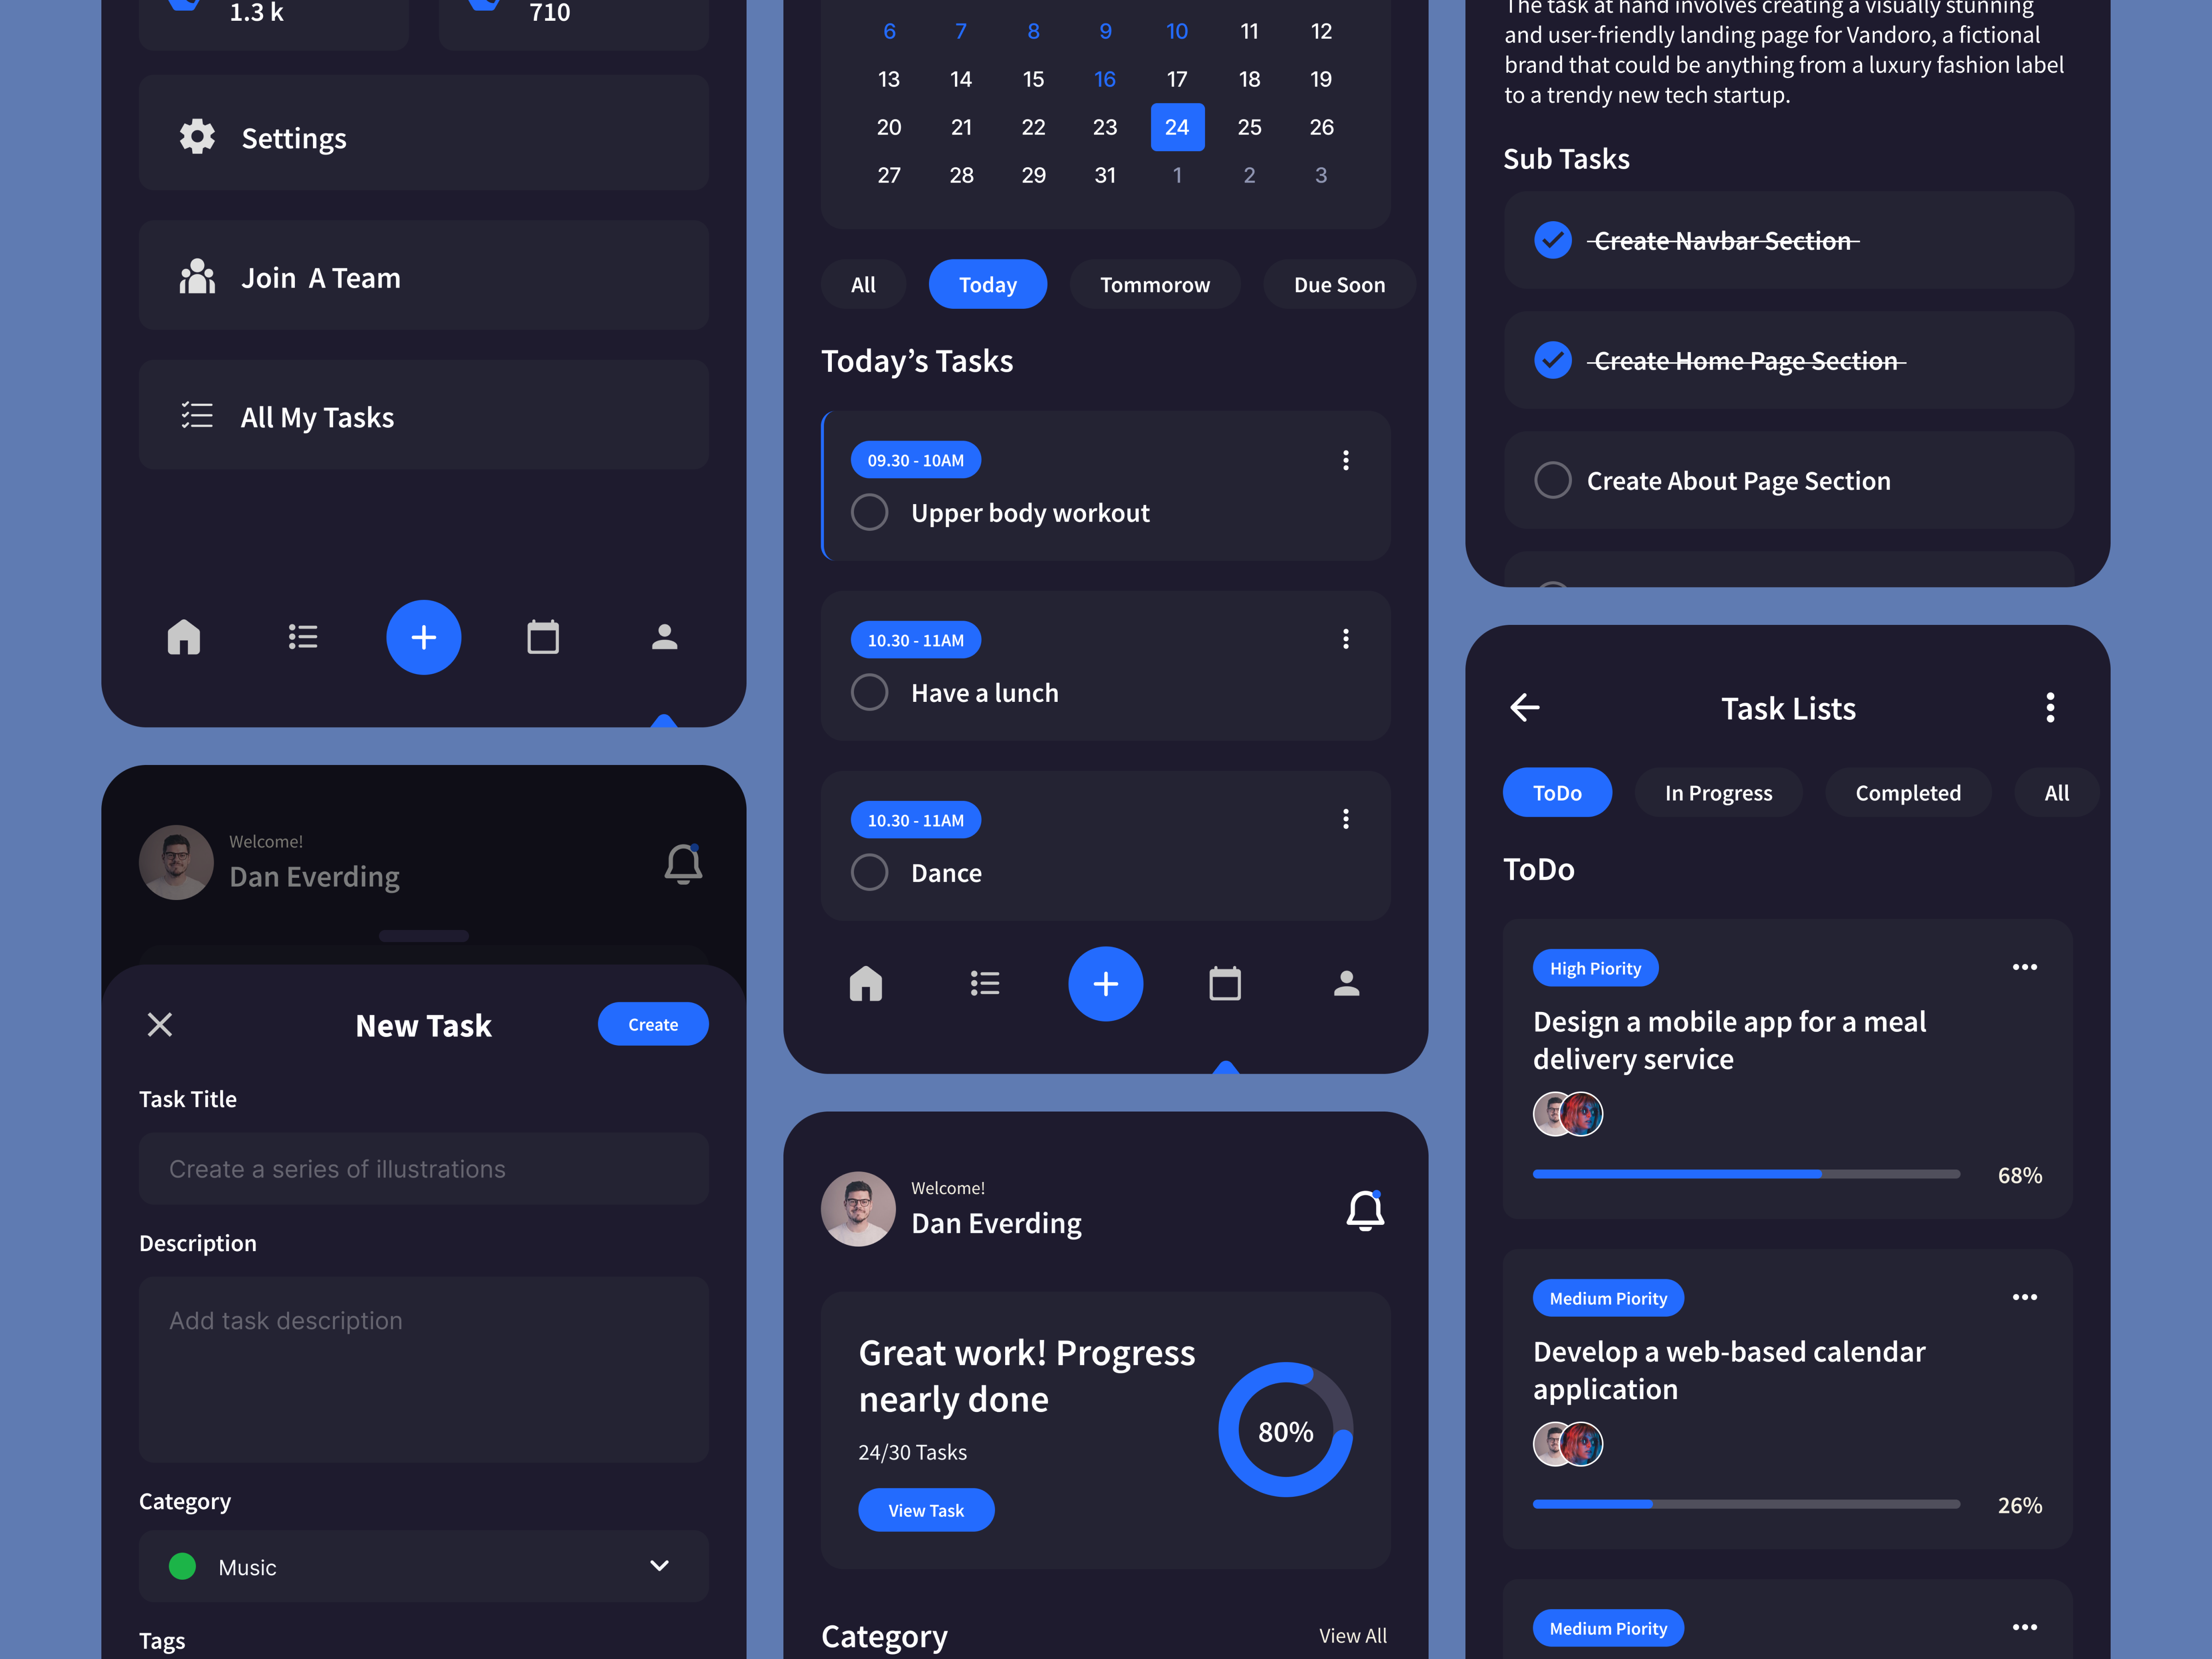 1.3 k
710
Settings
Join A Team
All My Tasks
Welcome!
Dan Everding
New Task
Create
Task Title
Create a series of illustrations
Description
Add task description
Category
Music
Tags
6 7 8 9 10 11 12
13 14 15 16 17 18 19
20 21 22 23 24 25 26
27 28 29 31 1 2 3
All Today Tommorow Due Soon
Today’s Tasks
09.30 - 10AM
Upper body workout
10.30 - 11AM
Have a lunch
10.30 - 11AM
Dance
Welcome!
Dan Everding
Great work! Progress
nearly done
24/30 Tasks
80%
View Task
Category
View All
The task at hand involves creating a visually stunning
and user-friendly landing page for Vandoro, a fictional
brand that could be anything from a luxury fashion label
to a trendy new tech startup.
Sub Tasks
Create Navbar Section
Create Home Page Section
Create About Page Section
Task Lists
ToDo In Progress Completed All
ToDo
High Piority
Design a mobile app for a meal
delivery service
68%
Medium Piority
Develop a web-based calendar
application
26%
Medium Piority